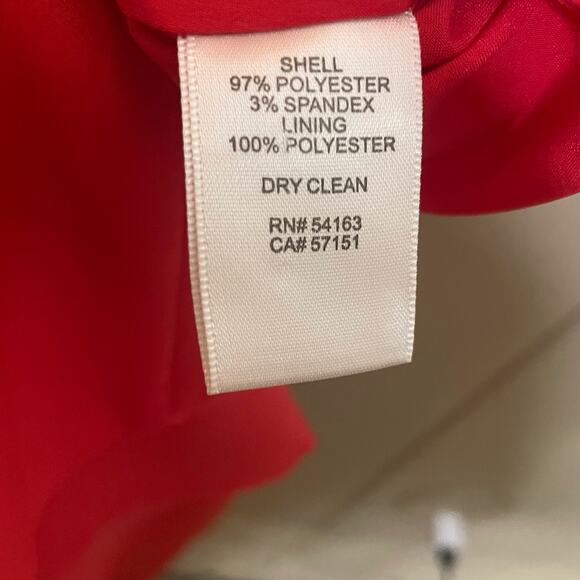 SHELL
97% POLYESTER
3% SPANDEX
LINING
100% POLYESTER
DRY CLEAN
RN# 54163
CA# 57151